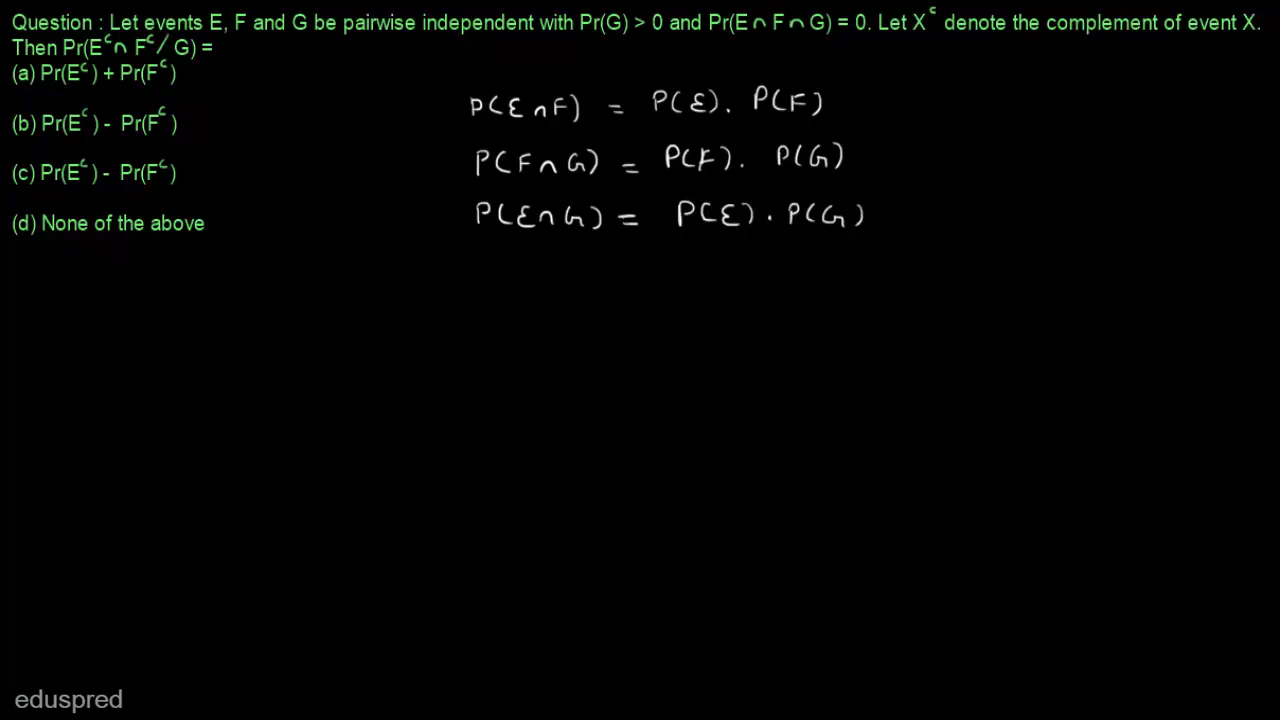 Question : Let events E, F and G be pairwise independent with Pr(G) > 0 and Pr(E ∩ F ∩ G) = 0. Let Xᶜ denote the complement of event X.
Then Pr(Eᶜ∩ Fᶜ/ G) =
(a) Pr(Eᶜ) + Pr(Fᶜ)
P(E ∩ F) = P(E). P(F)
(b) Pr(Eᶜ) - Pr(Fᶜ)
P(F ∩ G) = P(F). P(G)
(c) Pr(Eᶜ) - Pr(Fᶜ)
P(E ∩ G) = P(E). P(G)
(d) None of the above
eduspred